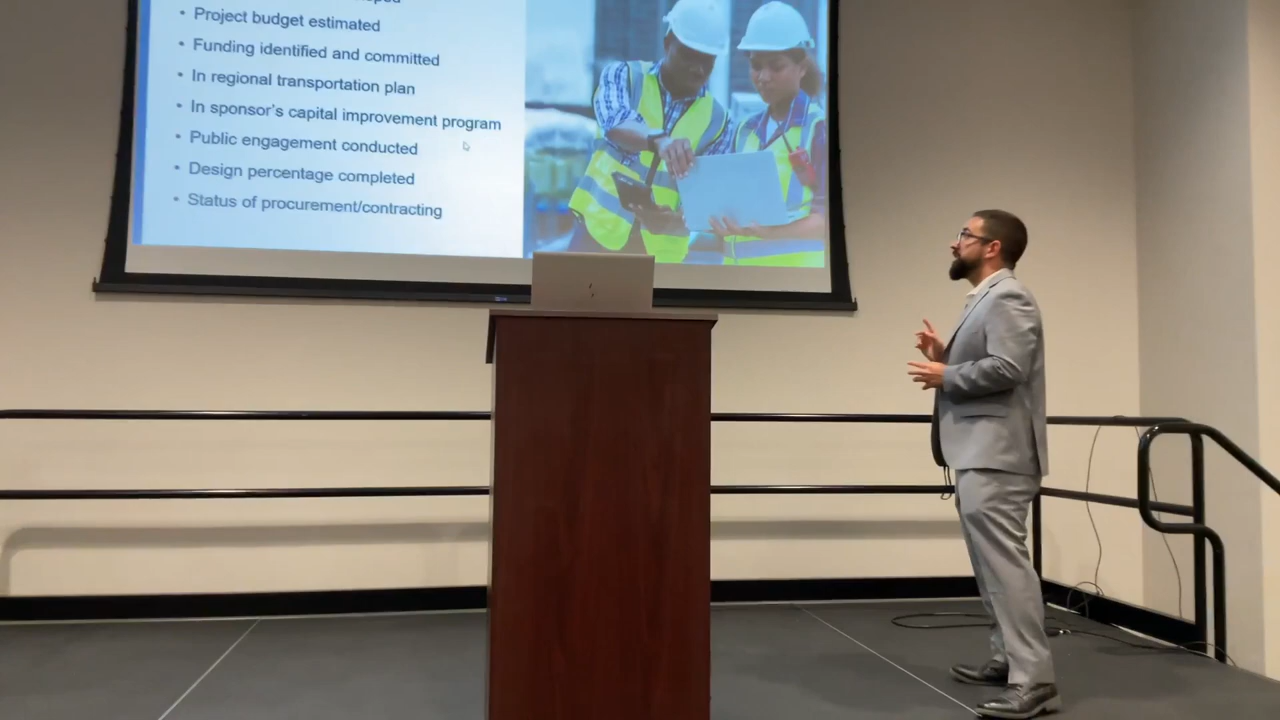 • Project budget estimated
• Funding identified and committed
• In regional transportation plan
• In sponsor's capital improvement program
• Public engagement conducted
• Design percentage completed
• Status of procurement/contracting